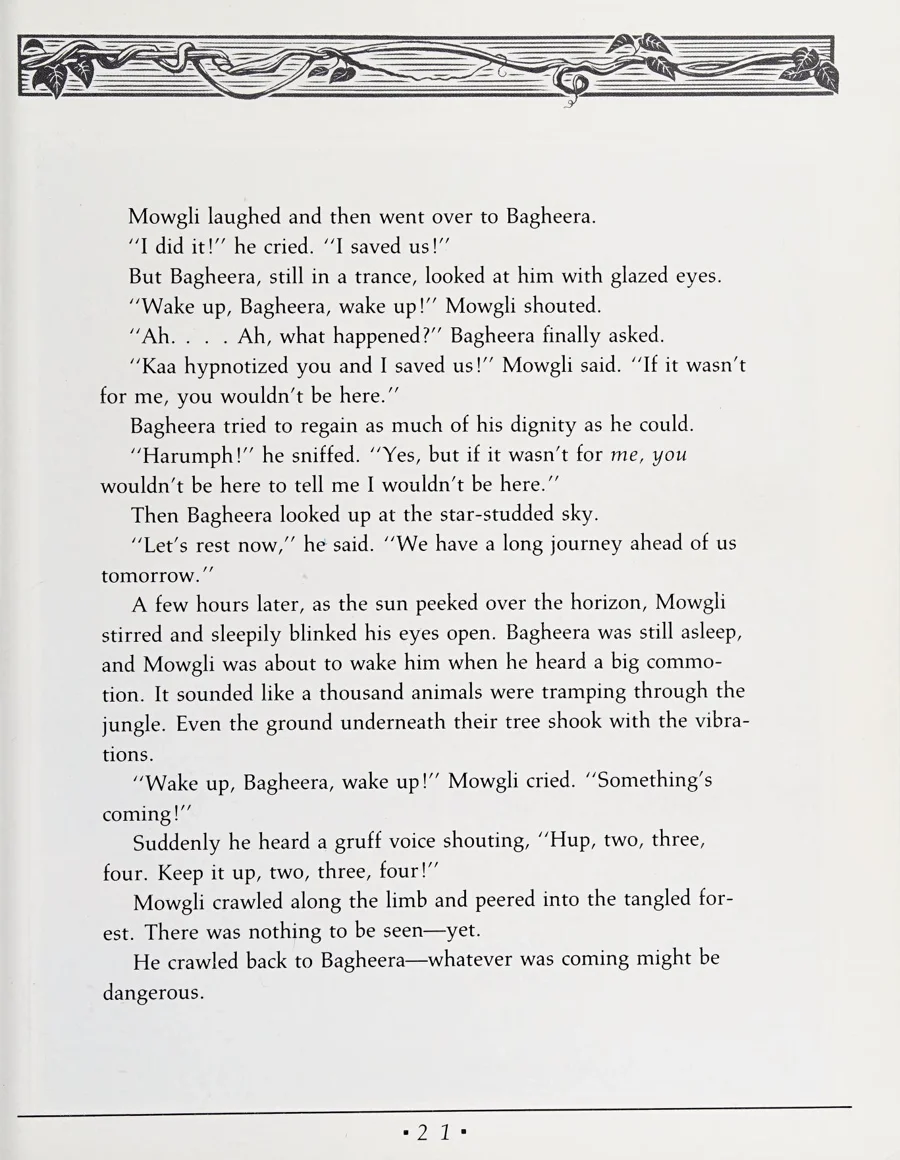 Mowgli laughed and then went over to Bagheera.
"I did it!" he cried. "I saved us!"
But Bagheera, still in a trance, looked at him with glazed eyes.
"Wake up, Bagheera, wake up!" Mowgli shouted.
"Ah. . . . Ah, what happened?" Bagheera finally asked.
"Kaa hypnotized you and I saved us!" Mowgli said. "If it wasn't
for me, you wouldn't be here."
Bagheera tried to regain as much of his dignity as he could.
"Harumph!" he sniffed. "Yes, but if it wasn't for me, you
wouldn't be here to tell me I wouldn't be here."
Then Bagheera looked up at the star-studded sky.
"Let's rest now," he said. "We have a long journey ahead of us
tomorrow."
A few hours later, as the sun peeked over the horizon, Mowgli
stirred and sleepily blinked his eyes open. Bagheera was still asleep,
and Mowgli was about to wake him when he heard a big commo-
tion. It sounded like a thousand animals were tramping through the
jungle. Even the ground underneath their tree shook with the vibra-
tions.
"Wake up, Bagheera, wake up!" Mowgli cried. "Something's
coming!"
Suddenly he heard a gruff voice shouting, "Hup, two, three,
four. Keep it up, two, three, four!"
Mowgli crawled along the limb and peered into the tangled for-
est. There was nothing to be seen—yet.
He crawled back to Bagheera—whatever was coming might be
dangerous.
▪ 2 1 ▪